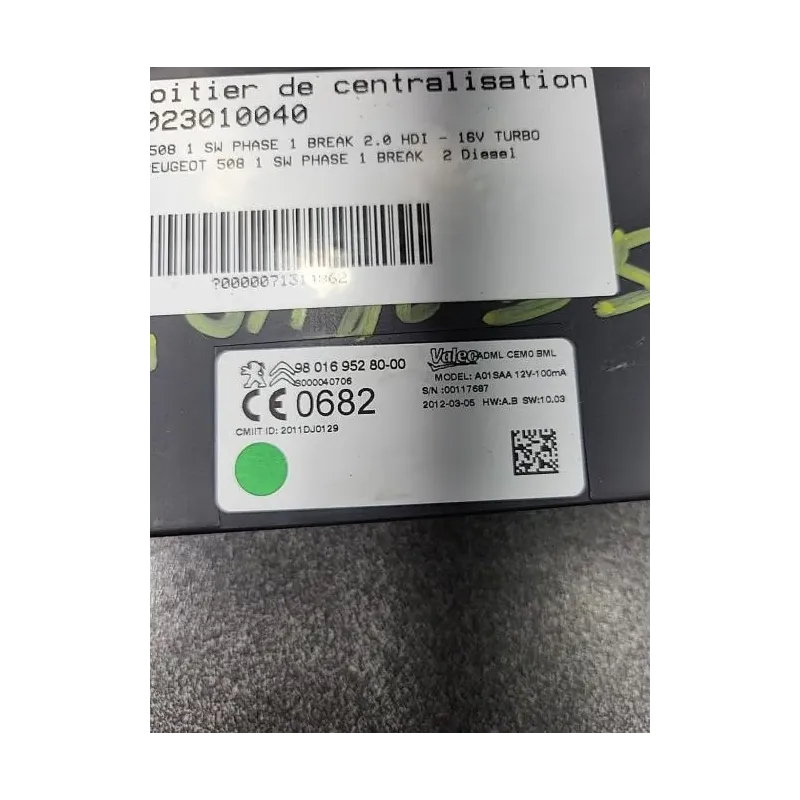 oitier de centralisation
023010040
508 1 SW PHASE 1 BREAK 2.0 HDI - 16V TURBO
EUGEOT 508 1 SW PHASE 1 BREAK 2 Diesel
98 016 952 80-00
S000040706
CE 0682
CMIIT ID: 2011DJ0129
Valeo ADML CEM0 BML
MODEL: A01SAA 12V-100mA
S/N :00117687
2012-03-05 HW:A.B SW:10.03